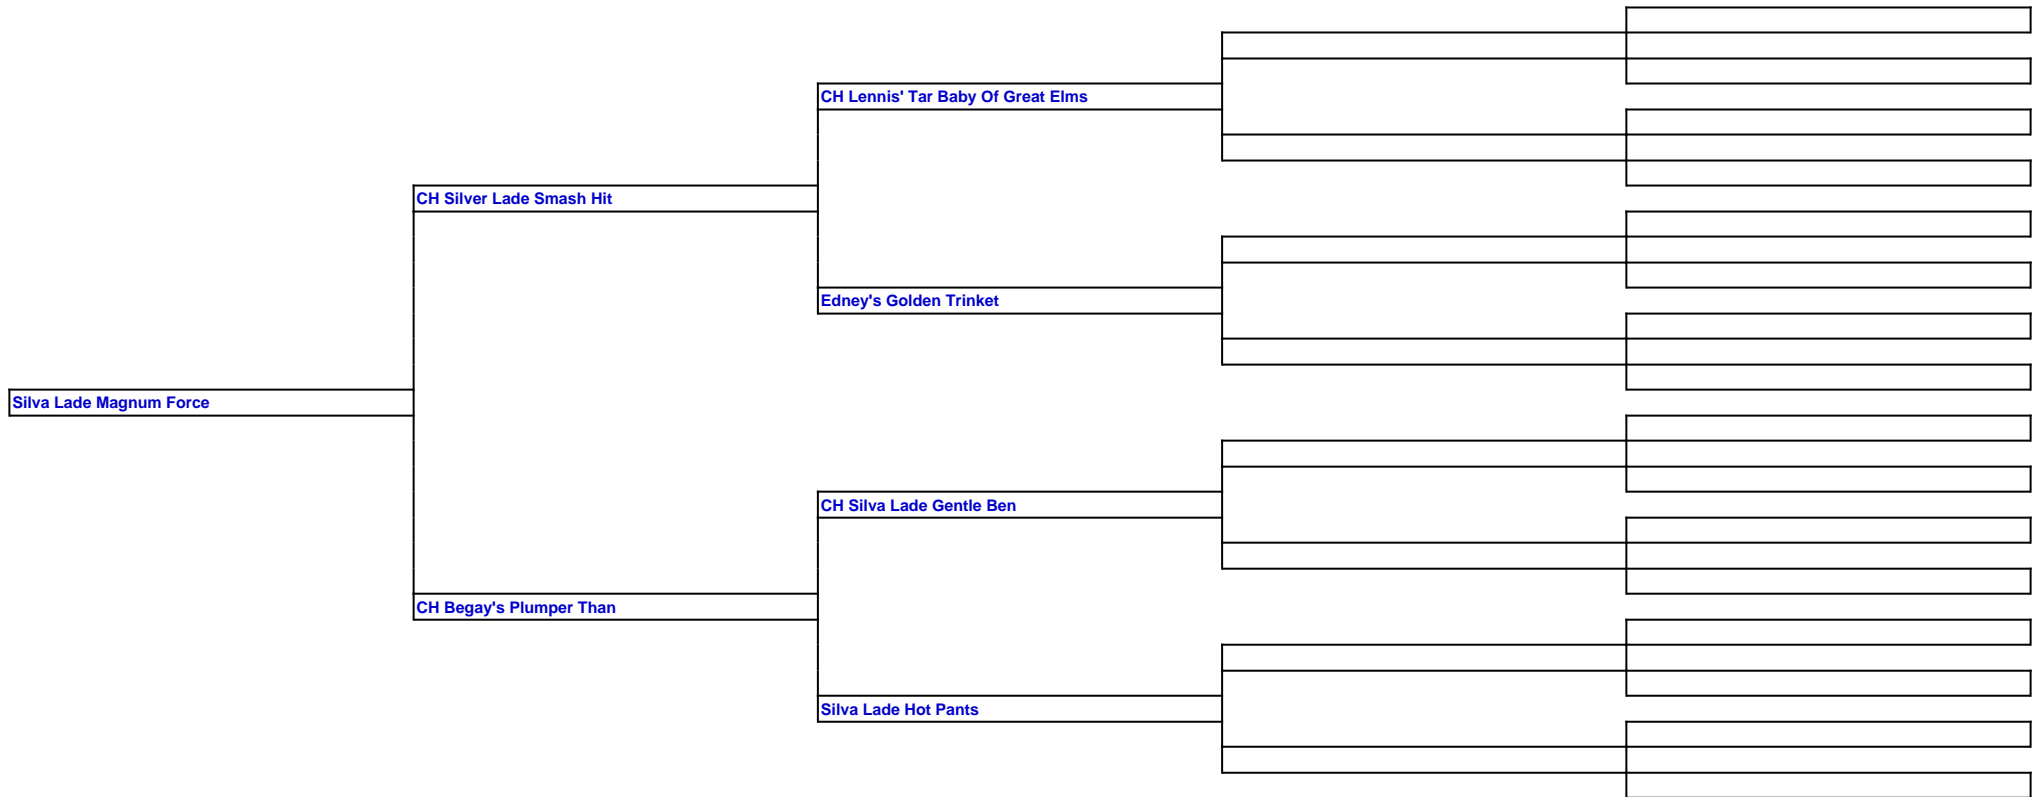 CH Lennis' Tar Baby Of Great Elms
CH Silver Lade Smash Hit
Edney's Golden Trinket
Silva Lade Magnum Force
CH Silva Lade Gentle Ben
CH Begay's Plumper Than
Silva Lade Hot Pants